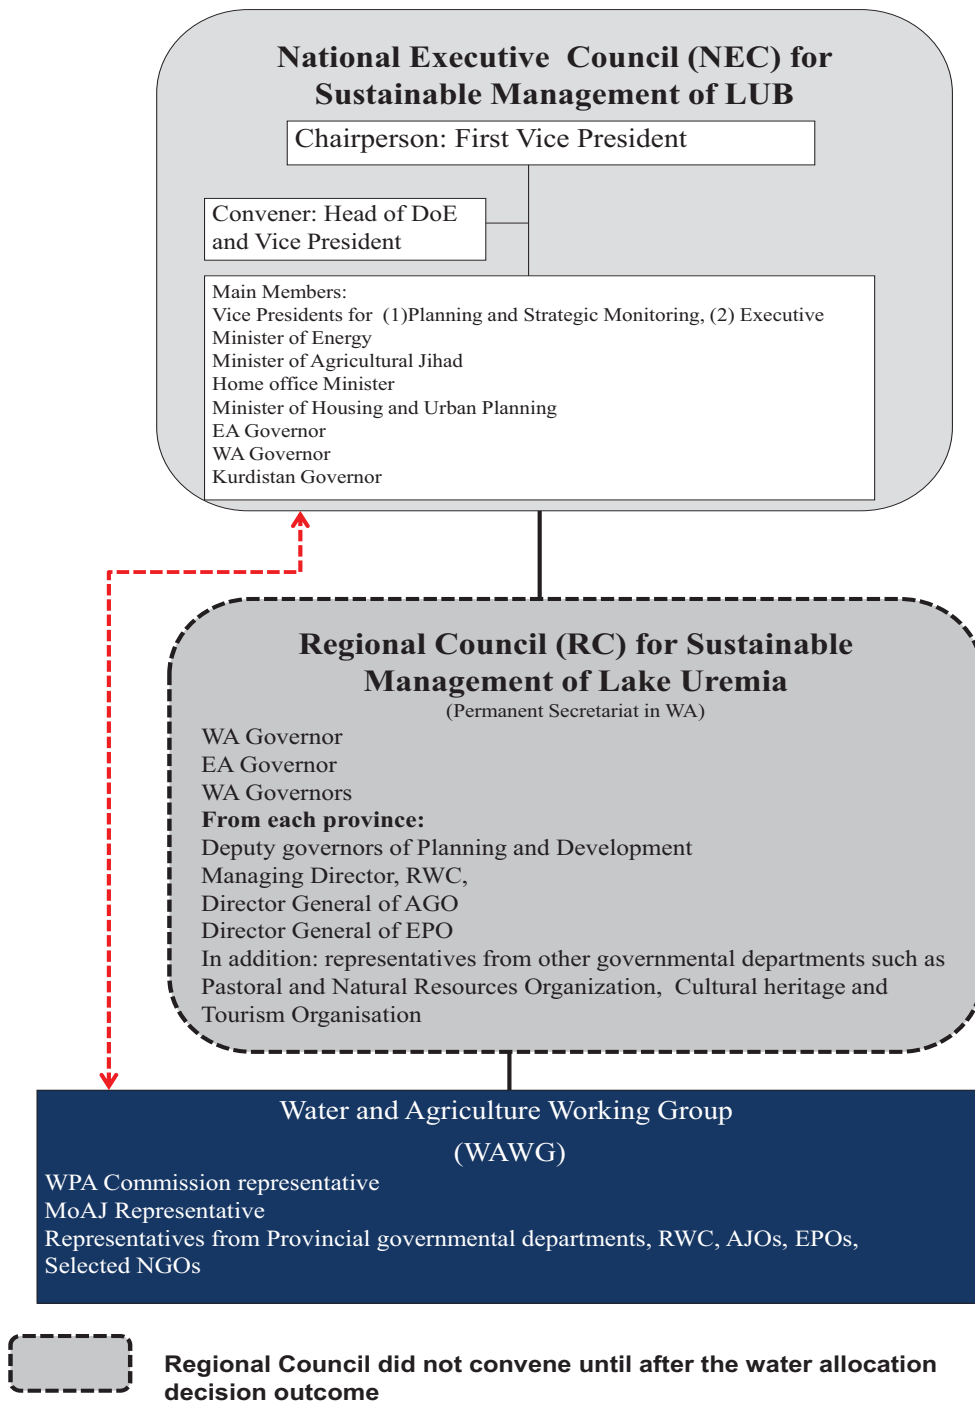 National Executive Council (NEC) for
Sustainable Management of LUB
Chairperson: First Vice President
Convener: Head of DoE
and Vice President
Main Members:
Vice Presidents for (1)Planning and Strategic Monitoring, (2) Executive
Minister of Energy
Minister of Agricultural Jihad
Home office Minister
Minister of Housing and Urban Planning
EA Governor
WA Governor
Kurdistan Governor
Regional Council (RC) for Sustainable
Management of Lake Uremia
(Permanent Secretariat in WA)
WA Governor
EA Governor
WA Governors
From each province:
Deputy governors of Planning and Development
Managing Director, RWC,
Director General of AGO
Director General of EPO
In addition: representatives from other governmental departments such as
Pastoral and Natural Resources Organization, Cultural heritage and
Tourism Organisation
Water and Agriculture Working Group
(WAWG)
WPA Commission representative
MoAJ Representative
Representatives from Provincial governmental departments, RWC, AJOs, EPOs,
Selected NGOs
Regional Council did not convene until after the water allocation
decision outcome